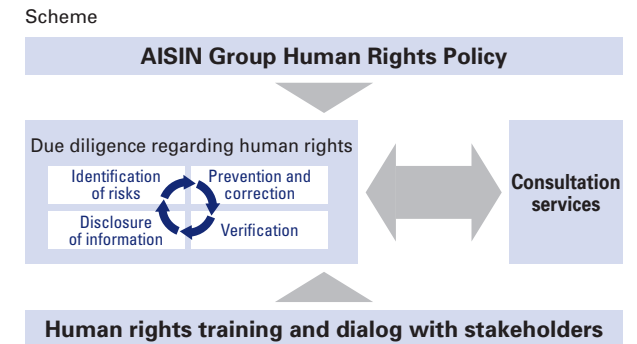 Scheme
AISIN Group Human Rights Policy
Due diligence regarding human rights
Identification
of risks
Prevention and
correction
Disclosure
of information
Verification
Consultation
services
Human rights training and dialog with stakeholders